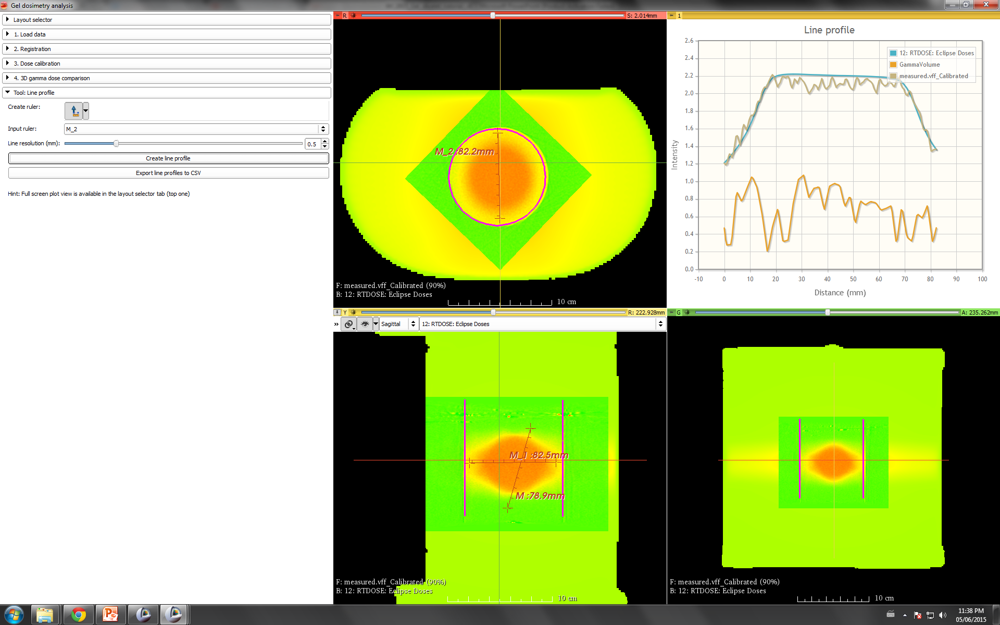 Gel dosimetry analysis
Layout selector
1. Load data
2. Registration
3. Dose calibration
4. 3D gamma dose comparison
Tool: Line profile
Create ruler:
Input ruler:
M_2
Line resolution (mm):
0.5
Create line profile
Export line profiles to CSV
Hint: Full screen plot view is available in the layout selector tab (top one)
R
S: 2.014mm
M_2 :82.2mm
F: measured.vff_Calibrated (90%)
B: 12: RTDOSE: Eclipse Doses
10 cm
1
Line profile
12: RTDOSE: Eclipse Doses
GammaVolume
measured.vff_Calibrated
2.6
2.4
2.2
2.0
1.8
1.6
1.4
1.2
1.0
0.8
0.6
0.4
0.2
0.0
Intensity
-10 0 10 20 30 40 50 60 70 80 90 100
Distance (mm)
Y
R: 222.928mm
»
Sagittal
12: RTDOSE: Eclipse Doses
M_1 :82.5mm
M :78.9mm
F: measured.vff_Calibrated (90%)
B: 12: RTDOSE: Eclipse Doses
10 cm
G
A: 235.262mm
F: measured.vff_Calibrated (90%)
B: 12: RTDOSE: Eclipse Doses
10 cm
11:38 PM
05/06/2015